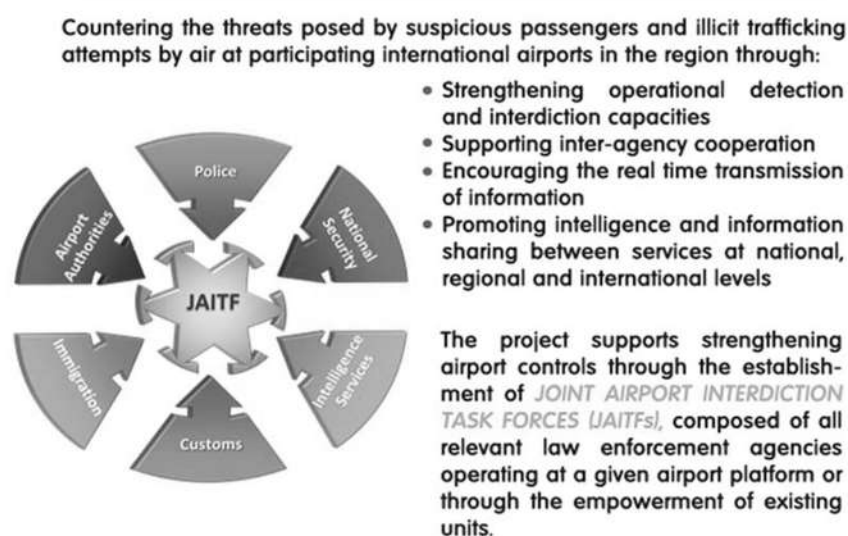 Countering the threats posed by suspicious passengers and illicit trafficking
attempts by air at participating international airports in the region through:
• Strengthening operational detection
and interdiction capacities
• Supporting inter-agency cooperation
• Encouraging the real time transmission
of information
• Promoting intelligence and information
sharing between services at national,
regional and international levels
Police
National
Security
Intelligence
Services
Customs
Immigration
Airport
Authorities
JAITF
The project supports strengthening
airport controls through the establish-
ment of JOINT AIRPORT INTERDICTION
TASK FORCES (JAITFs), composed of all
relevant law enforcement agencies
operating at a given airport platform or
through the empowerment of existing
units.